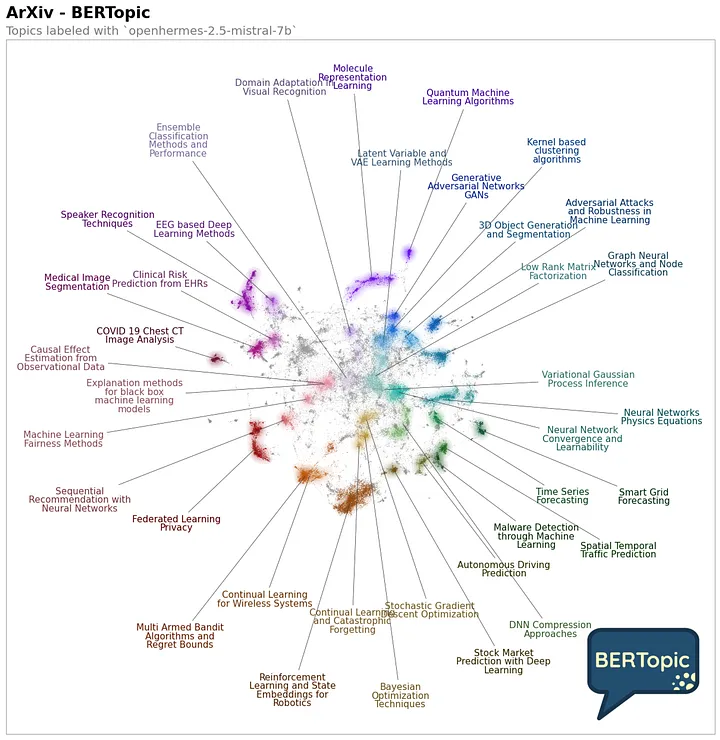 ArXiv - BERTopic
Topics labeled with `openhermes-2.5-mistral-7b`
Molecule
Representation
Learning
Domain Adaptation in
Visual Recognition
Quantum Machine
Learning Algorithms
Ensemble
Classification
Methods and
Performance
Latent Variable and
VAE Learning Methods
Kernel based
clustering
algorithms
Generative
Adversarial Networks
GANs
Speaker Recognition
Techniques
EEG based Deep
Learning Methods
3D Object Generation
and Segmentation
Adversarial Attacks
and Robustness in
Machine Learning
Medical Image
Segmentation
Clinical Risk
Prediction from EHRs
Low Rank Matrix
Factorization
Graph Neural
Networks and Node
Classification
COVID 19 Chest CT
Image Analysis
Causal Effect
Estimation from
Observational Data
Explanation methods
for black box
machine learning
models
Variational Gaussian
Process Inference
Neural Networks
Physics Equations
Machine Learning
Fairness Methods
Neural Network
Convergence and
Learnability
Sequential
Recommendation with
Neural Networks
Federated Learning
Privacy
Time Series
Forecasting
Smart Grid
Forecasting
Malware Detection
through Machine
Learning
Spatial Temporal
Traffic Prediction
Autonomous Driving
Prediction
Continual Learning
for Wireless Systems
Continual Learning
and Catastrophic
Forgetting
Stochastic Gradient
Descent Optimization
Multi Armed Bandit
Algorithms and
Regret Bounds
DNN Compression
Approaches
Stock Market
Prediction with Deep
Learning
Reinforcement
Learning and State
Embeddings for
Robotics
Bayesian
Optimization
Techniques
BERTopic